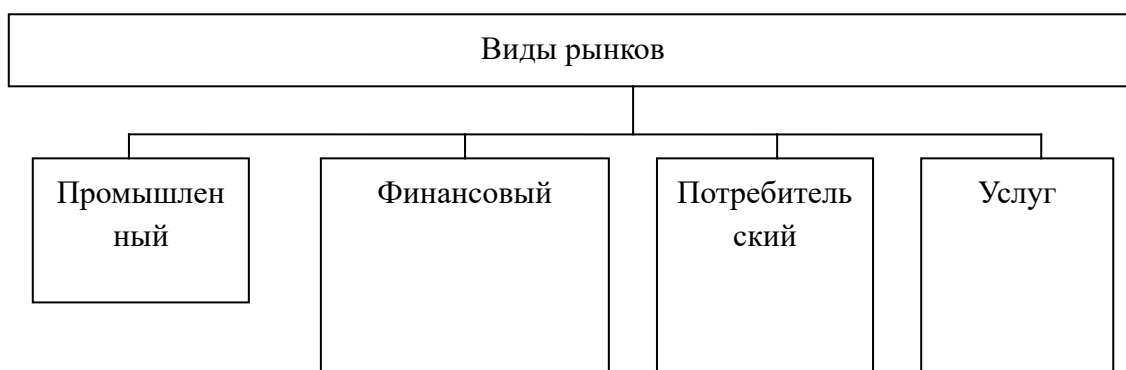 Виды рынков
Промышлен
ный
Финансовый
Потребитель
ский
Услуг